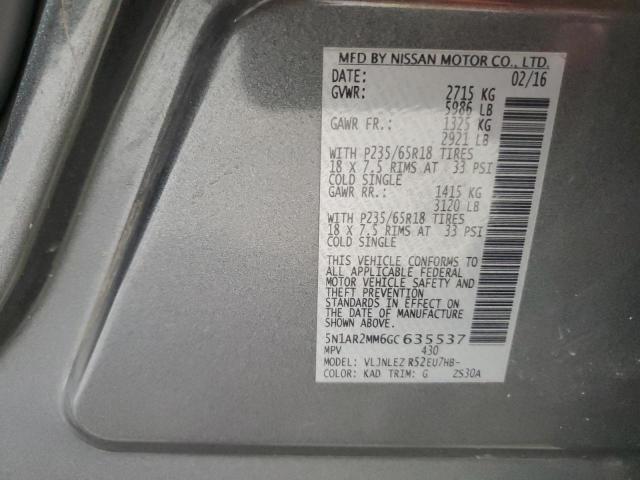 MFD BY NISSAN MOTOR CO., LTD.
DATE: 02/16
GVWR: 2715 KG
5986 LB
GAWR FR.: 1325 KG
2921 LB
WITH P235/65R18 TIRES
18 X 7.5 RIMS AT 33 PSI
COLD SINGLE
GAWR RR.: 1415 KG
3120 LB
WITH P235/65R18 TIRES
18 X 7.5 RIMS AT 33 PSI
COLD SINGLE
THIS VEHICLE CONFORMS TO
ALL APPLICABLE FEDERAL
MOTOR VEHICLE SAFETY AND
THEFT PREVENTION
STANDARDS IN EFFECT ON
THE DATE OF MANUFACTURE
SHOWN ABOVE.
5N1AR2MM6GC635537
MPV 430
MODEL: VLJNLEZ R52EU7HB-
COLOR: KAD TRIM: G ZS30A